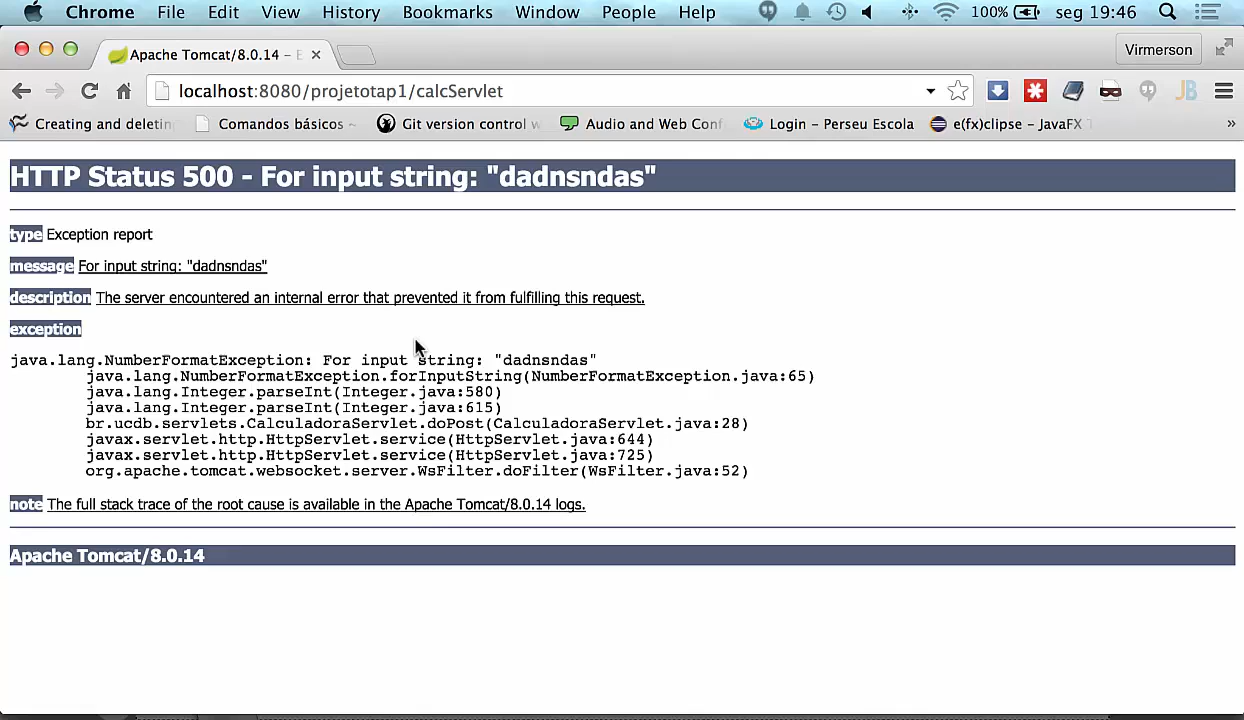 Chrome File Edit View History Bookmarks Window People Help 100% seg 19:46
Apache Tomcat/8.0.14 – E Virmerson
localhost:8080/projetotap1/calcServlet
Creating and deletin Comandos básicos ~ Git version control w Audio and Web Conf Login – Perseu Escola e(fx)clipse – JavaFX T »
HTTP Status 500 - For input string: "dadnsndas"
type Exception report
message For input string: "dadnsndas"
description The server encountered an internal error that prevented it from fulfilling this request.
exception
java.lang.NumberFormatException: For input string: "dadnsndas"
java.lang.NumberFormatException.forInputString(NumberFormatException.java:65)
java.lang.Integer.parseInt(Integer.java:580)
java.lang.Integer.parseInt(Integer.java:615)
br.ucdb.servlets.CalculadoraServlet.doPost(CalculadoraServlet.java:28)
javax.servlet.http.HttpServlet.service(HttpServlet.java:644)
javax.servlet.http.HttpServlet.service(HttpServlet.java:725)
org.apache.tomcat.websocket.server.WsFilter.doFilter(WsFilter.java:52)
note The full stack trace of the root cause is available in the Apache Tomcat/8.0.14 logs.
Apache Tomcat/8.0.14